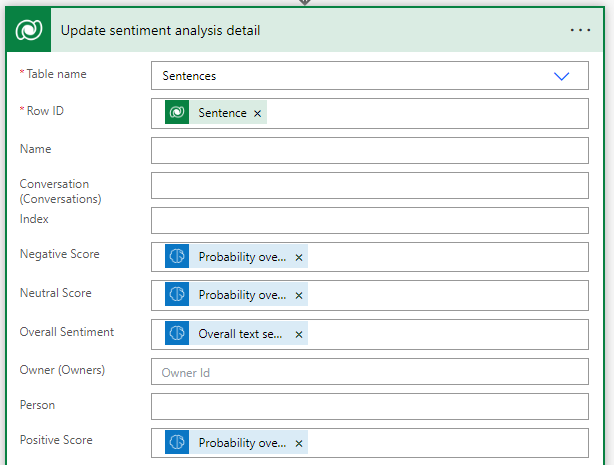 Update sentiment analysis detail ...
* Table name
Sentences
* Row ID
Sentence ×
Name
Conversation
(Conversations)
Index
Negative Score
Probability ove... ×
Neutral Score
Probability ove... ×
Overall Sentiment
Overall text se... ×
Owner (Owners)
Owner Id
Person
Positive Score
Probability ove... ×